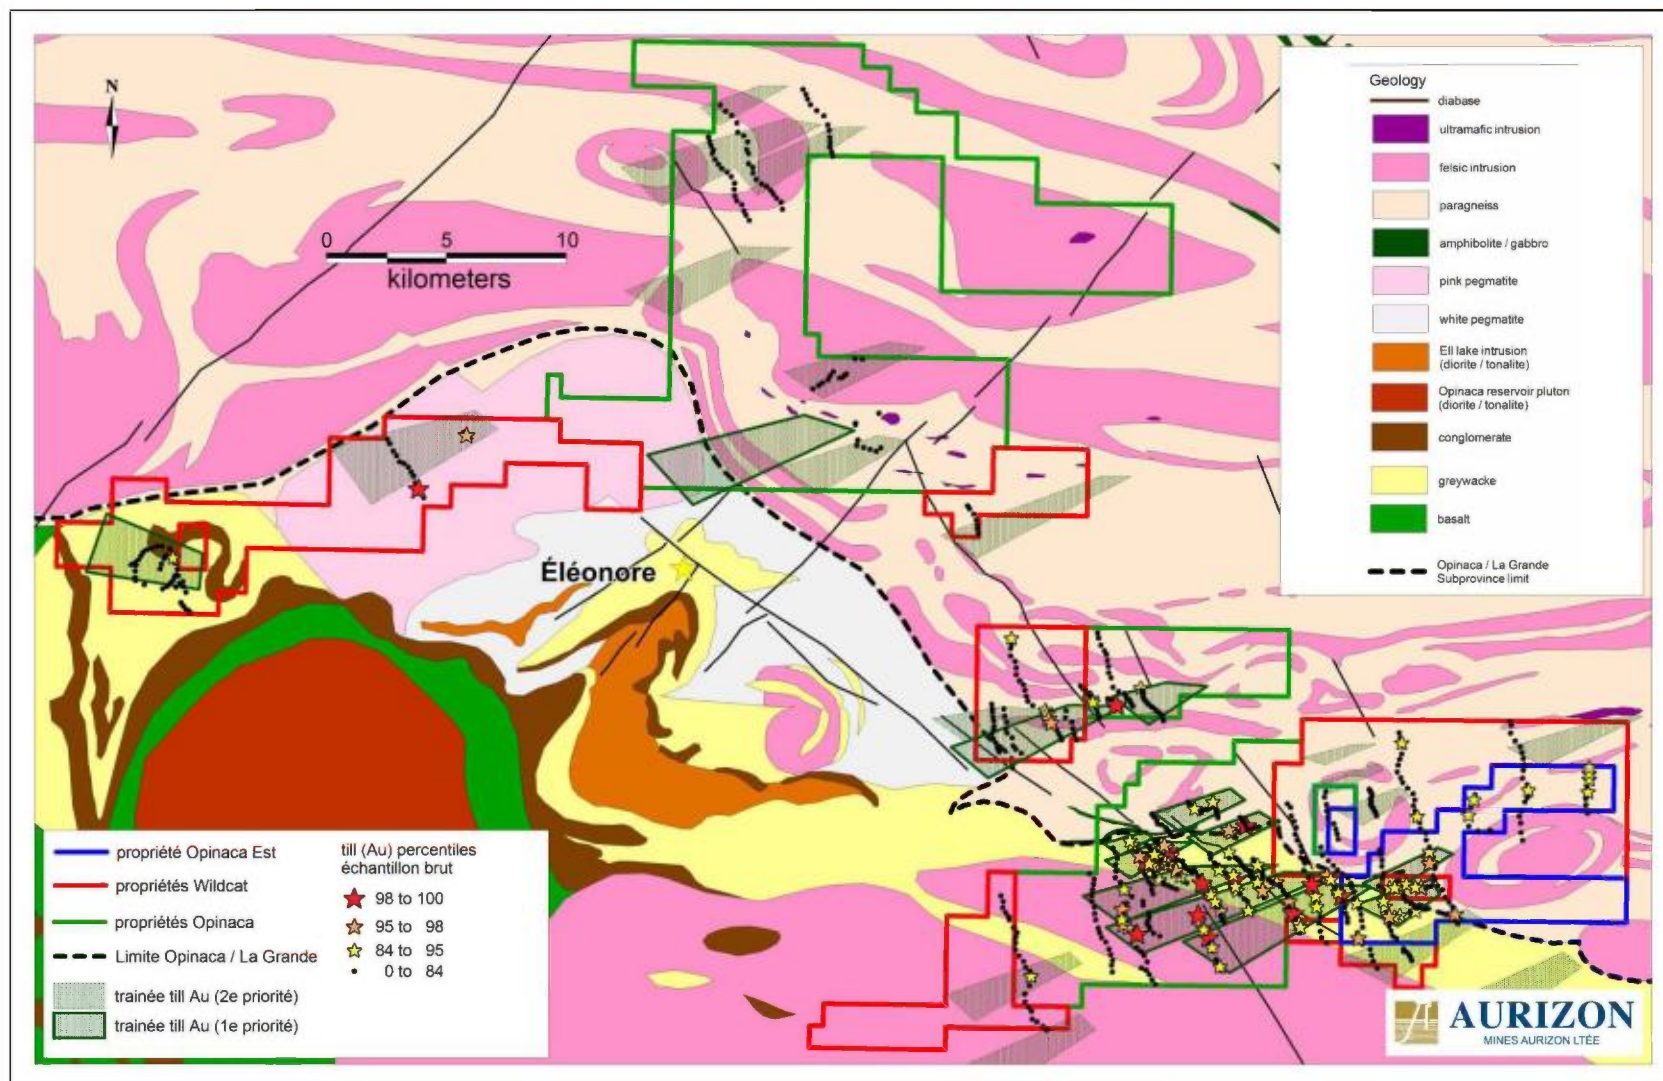 N
0 5 10
kilometers
Éléonore
Geology
diabase
ultramafic intrusion
felsic intrusion
paragneiss
amphibolite / gabbro
pink pegmatite
white pegmatite
Ell lake intrusion
(diorite / tonalite)
Opinaca reservoir pluton
(diorite / tonalite)
conglomerate
greywacke
basalt
Opinaca / La Grande
Subprovince limit
propriété Opinaca Est
propriétés Wildcat
propriétés Opinaca
Limite Opinaca / La Grande
trainée till Au (2e priorité)
trainée till Au (1e priorité)
till (Au) percentiles
échantillon brut
98 to 100
95 to 98
84 to 95
0 to 84
AURIZON
MINES AURIZON LTÉE